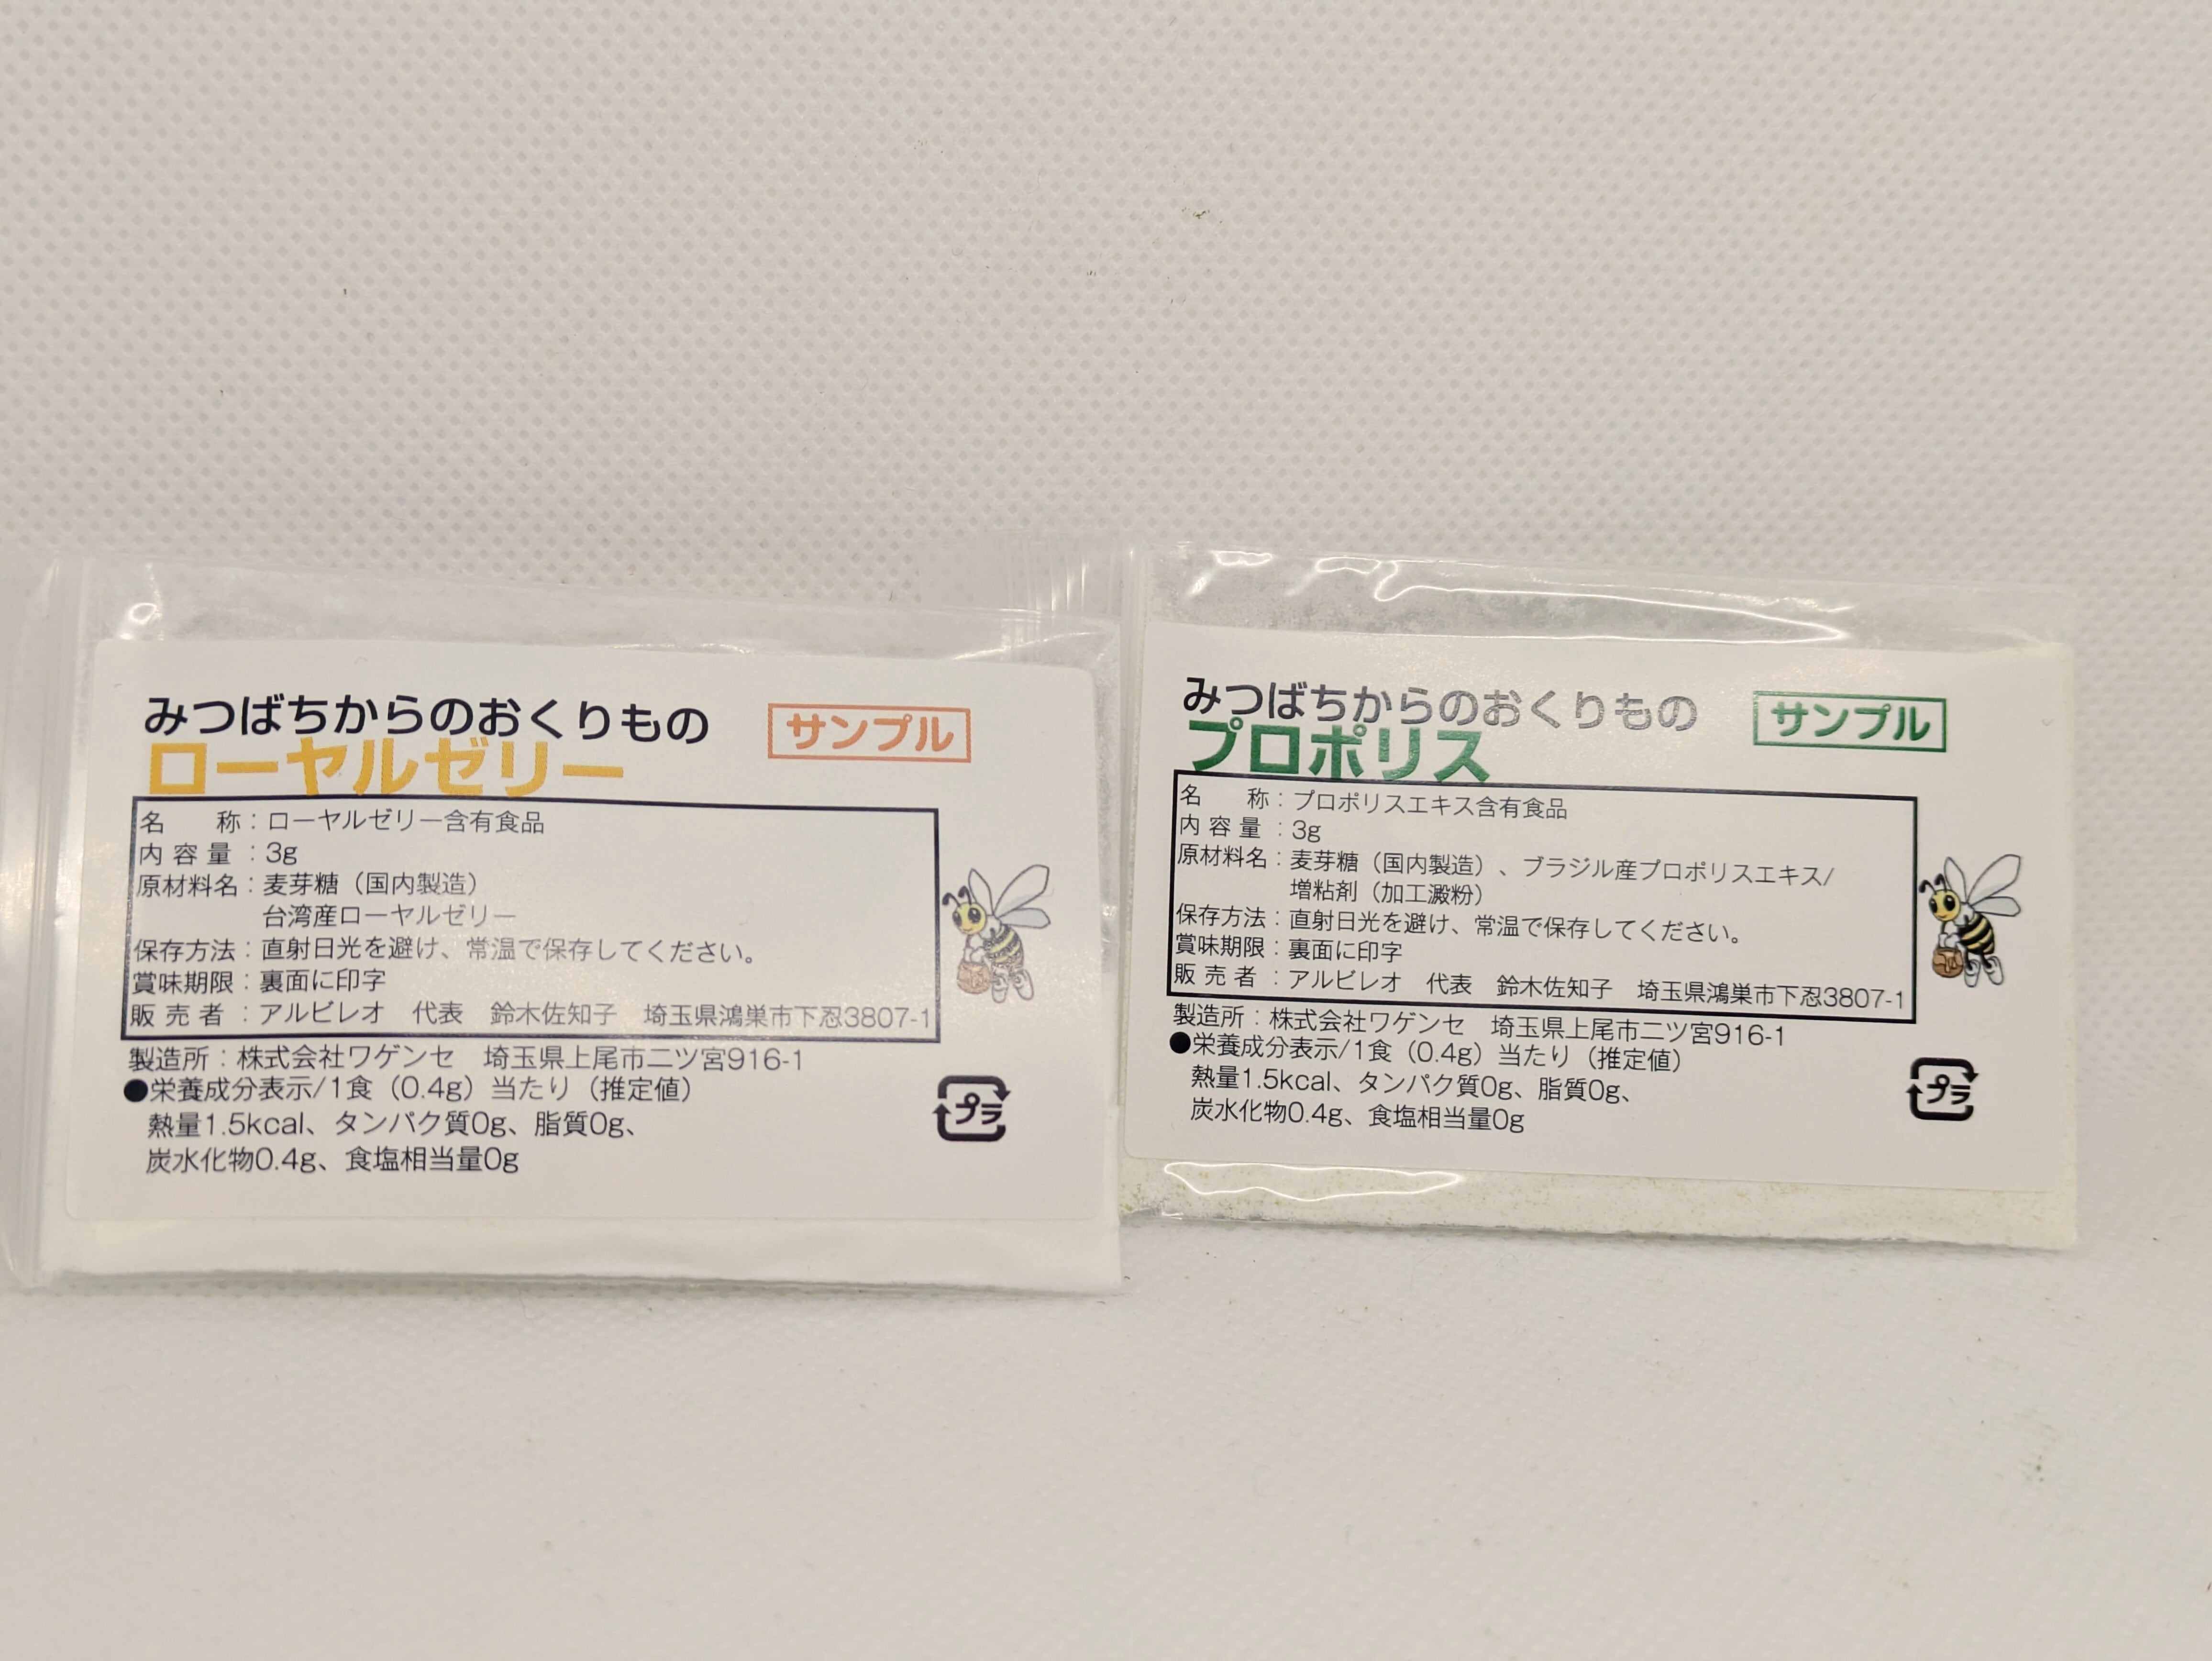 みつばちからのおくりもの
ローヤルゼリー
サンプル
名　　称：ローヤルゼリー含有食品
内 容 量 ：3g
原材料名：麦芽糖（国内製造）
台湾産ローヤルゼリー
保存方法：直射日光を避け、常温で保存してください。
賞味期限：裏面に印字
販 売 者 ：アルビレオ　代表　鈴木佐知子　埼玉県鴻巣市下忍3807-1
製造所：株式会社ワゲンセ　埼玉県上尾市二ツ宮916-1
●栄養成分表示/1食（0.4g）当たり（推定値）
熱量1.5kcal、タンパク質0g、脂質0g、
炭水化物0.4g、食塩相当量0g
プラ
みつばちからのおくりもの
プロポリス
サンプル
名　　称：プロポリスエキス含有食品
内 容 量 ：3g
原材料名：麦芽糖（国内製造）、ブラジル産プロポリスエキス/
増粘剤（加工澱粉）
保存方法：直射日光を避け、常温で保存してください。
賞味期限：裏面に印字
販 売 者 ：アルビレオ　代表　鈴木佐知子　埼玉県鴻巣市下忍3807-1
製造所：株式会社ワゲンセ　埼玉県上尾市二ツ宮916-1
●栄養成分表示/1食（0.4g）当たり（推定値）
熱量1.5kcal、タンパク質0g、脂質0g、
炭水化物0.4g、食塩相当量0g
プラ